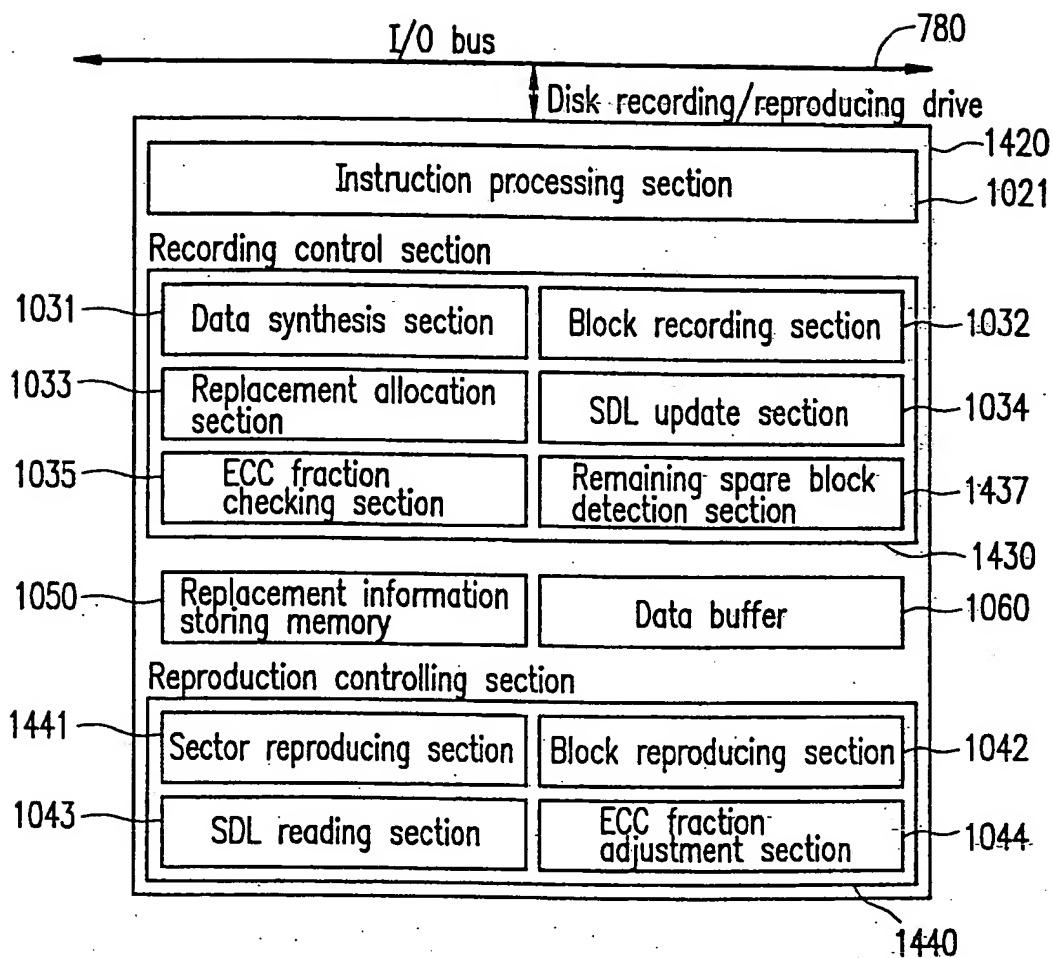 I/O bus
780
Disk recording/reproducing drive
1420
Instruction processing section
1021
Recording control section
1031
Data synthesis section
Block recording section
1032
1033
Replacement allocation
section
SDL update section
1034
1035
ECC fraction
checking section
Remaining spare block
detection section
1437
1430
1050
Replacement information
storing memory
Data buffer
1060
Reproduction controlling section
1441
Sector reproducing section
Block reproducing section
1042
1043
SDL reading section
ECC fraction
adjustment section
1044
1440